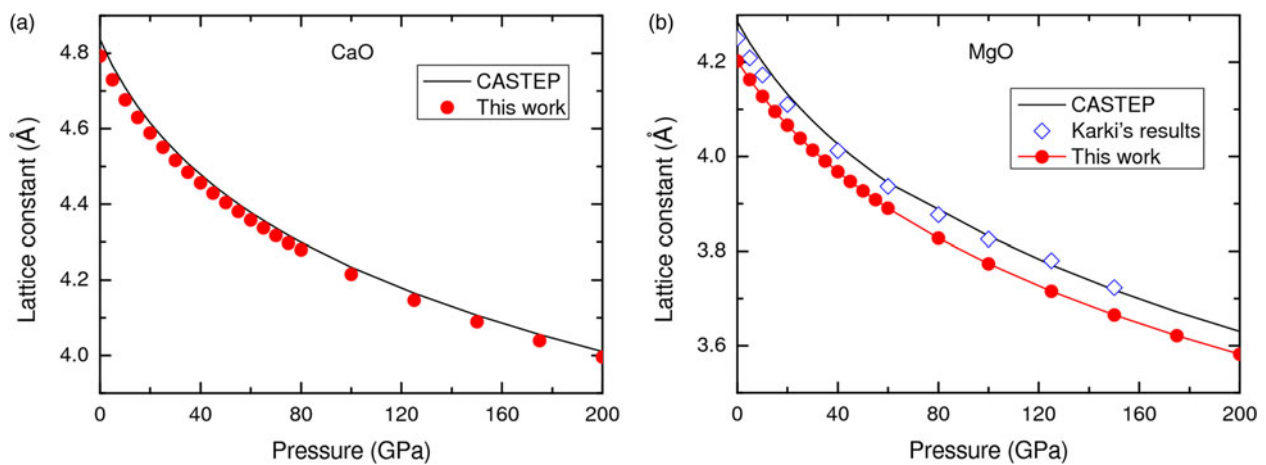 (a)
CaO
CASTEP
This work
Lattice constant (Å)
4.8
4.6
4.4
4.2
4.0
0
40
80
120
160
200
Pressure (GPa)
(b)
MgO
CASTEP
Karki's results
This work
Lattice constant (Å)
4.2
4.0
3.8
3.6
0
40
80
120
160
200
Pressure (GPa)